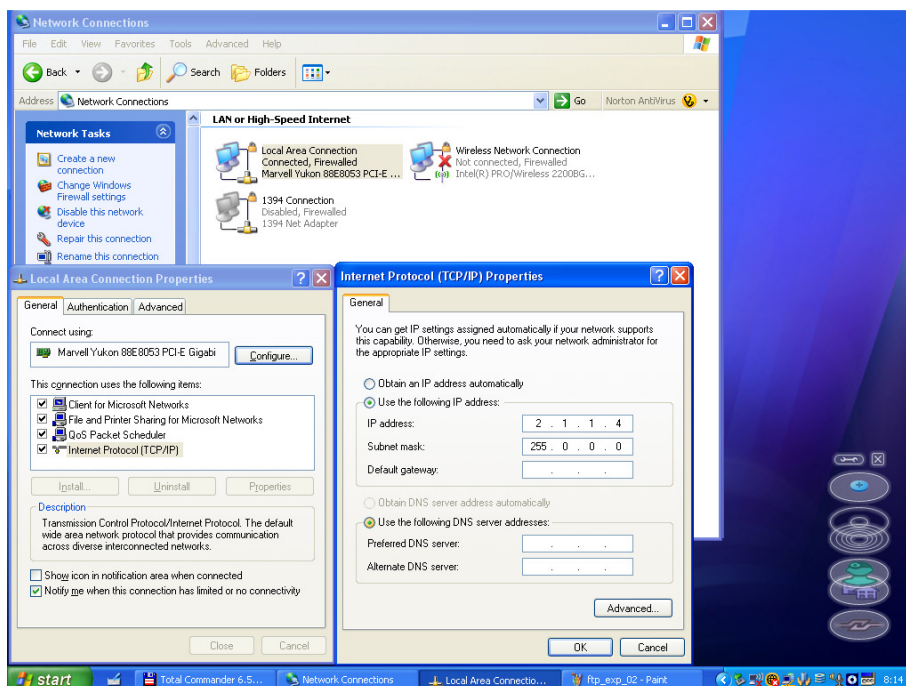 Network Connections
File Edit View Favorites Tools Advanced Help
Back Search Folders
Address Network Connections Go Norton AntiVirus
Network Tasks
Create a new
connection
Change Windows
Firewall settings
Disable this network
device
Repair this connection
Rename this connection
LAN or High-Speed Internet
Local Area Connection
Connected, Firewalled
Marvell Yukon 88E8053 PCI-E ...
Wireless Network Connection
Not connected, Firewalled
Intel(R) PRO/Wireless 2200BG...
1394 Connection
Disabled, Firewalled
1394 Net Adapter
Local Area Connection Properties
General Authentication Advanced
Connect using:
Marvell Yukon 88E8053 PCI-E Gigabi Configure...
This connection uses the following items:
Client for Microsoft Networks
File and Printer Sharing for Microsoft Networks
QoS Packet Scheduler
Internet Protocol (TCP/IP)
Install... Uninstall Properties
Description
Transmission Control Protocol/Internet Protocol. The default
wide area network protocol that provides communication
across diverse interconnected networks.
Show icon in notification area when connected
Notify me when this connection has limited or no connectivity
Close Cancel
Internet Protocol (TCP/IP) Properties
General
You can get IP settings assigned automatically if your network supports
this capability. Otherwise, you need to ask your network administrator for
the appropriate IP settings.
Obtain an IP address automatically
Use the following IP address:
IP address: 2 . 1 . 1 . 4
Subnet mask: 255 . 0 . 0 . 0
Default gateway: . . .
Obtain DNS server address automatically
Use the following DNS server addresses:
Preferred DNS server: . . .
Alternate DNS server: . . .
Advanced...
OK Cancel
start Total Commander 6.5... Network Connections Local Area Connectio... ftp_exp_02 - Paint 8:14